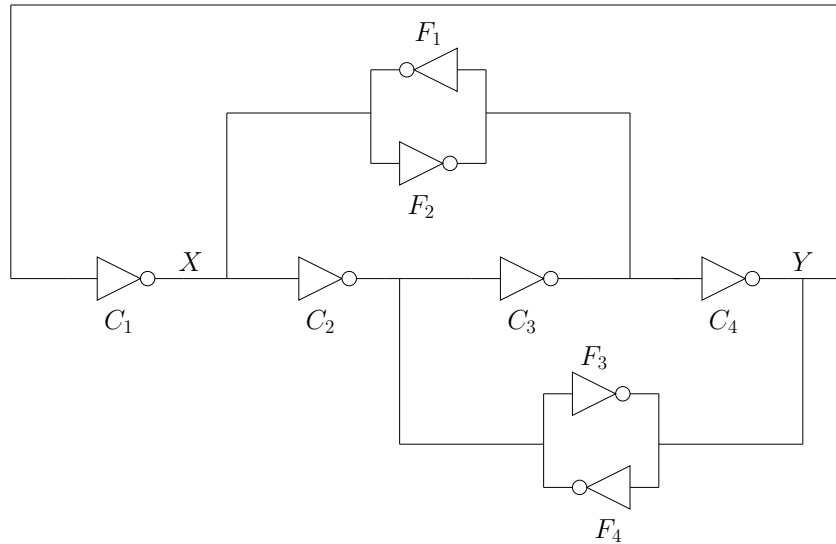 F₁
F₂
X Y
C₁ C₂ C₃ C₄
F₃
F₄